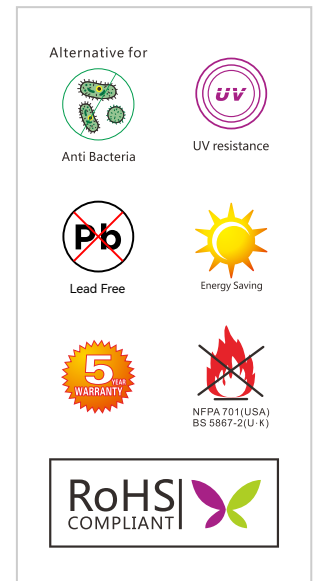 Alternative for
Anti Bacteria
UV
UV resistance
Pb
Lead Free
Energy Saving
5
YEAR
WARRANTY
NFPA 701(USA)
BS 5867-2(U·K)
RoHS
COMPLIANT